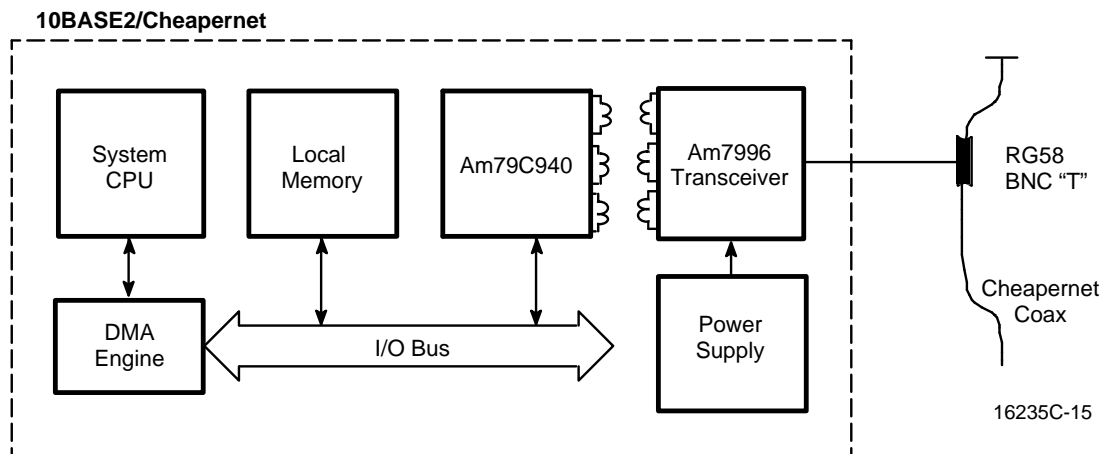 10BASE2/Cheapernet
System
CPU
Local
Memory
Am79C940
Am7996
Transceiver
RG58
BNC “T”
DMA
Engine
I/O Bus
Power
Supply
Cheapernet
Coax
16235C-15